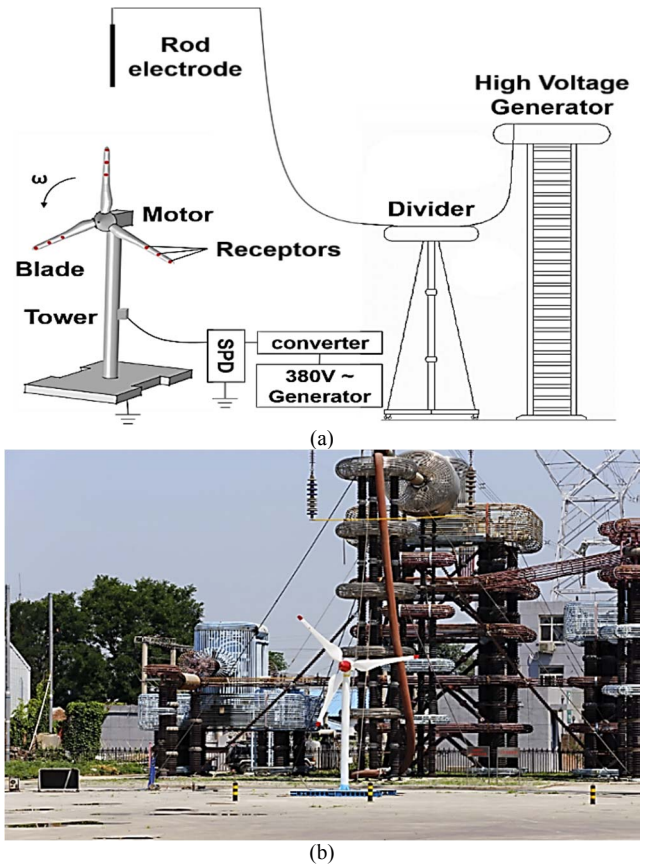 Rod
electrode
High Voltage
Generator
ω
Motor
Divider
Receptors
Blade
Tower
SPD
converter
380V ~
Generator
(a)
(b)